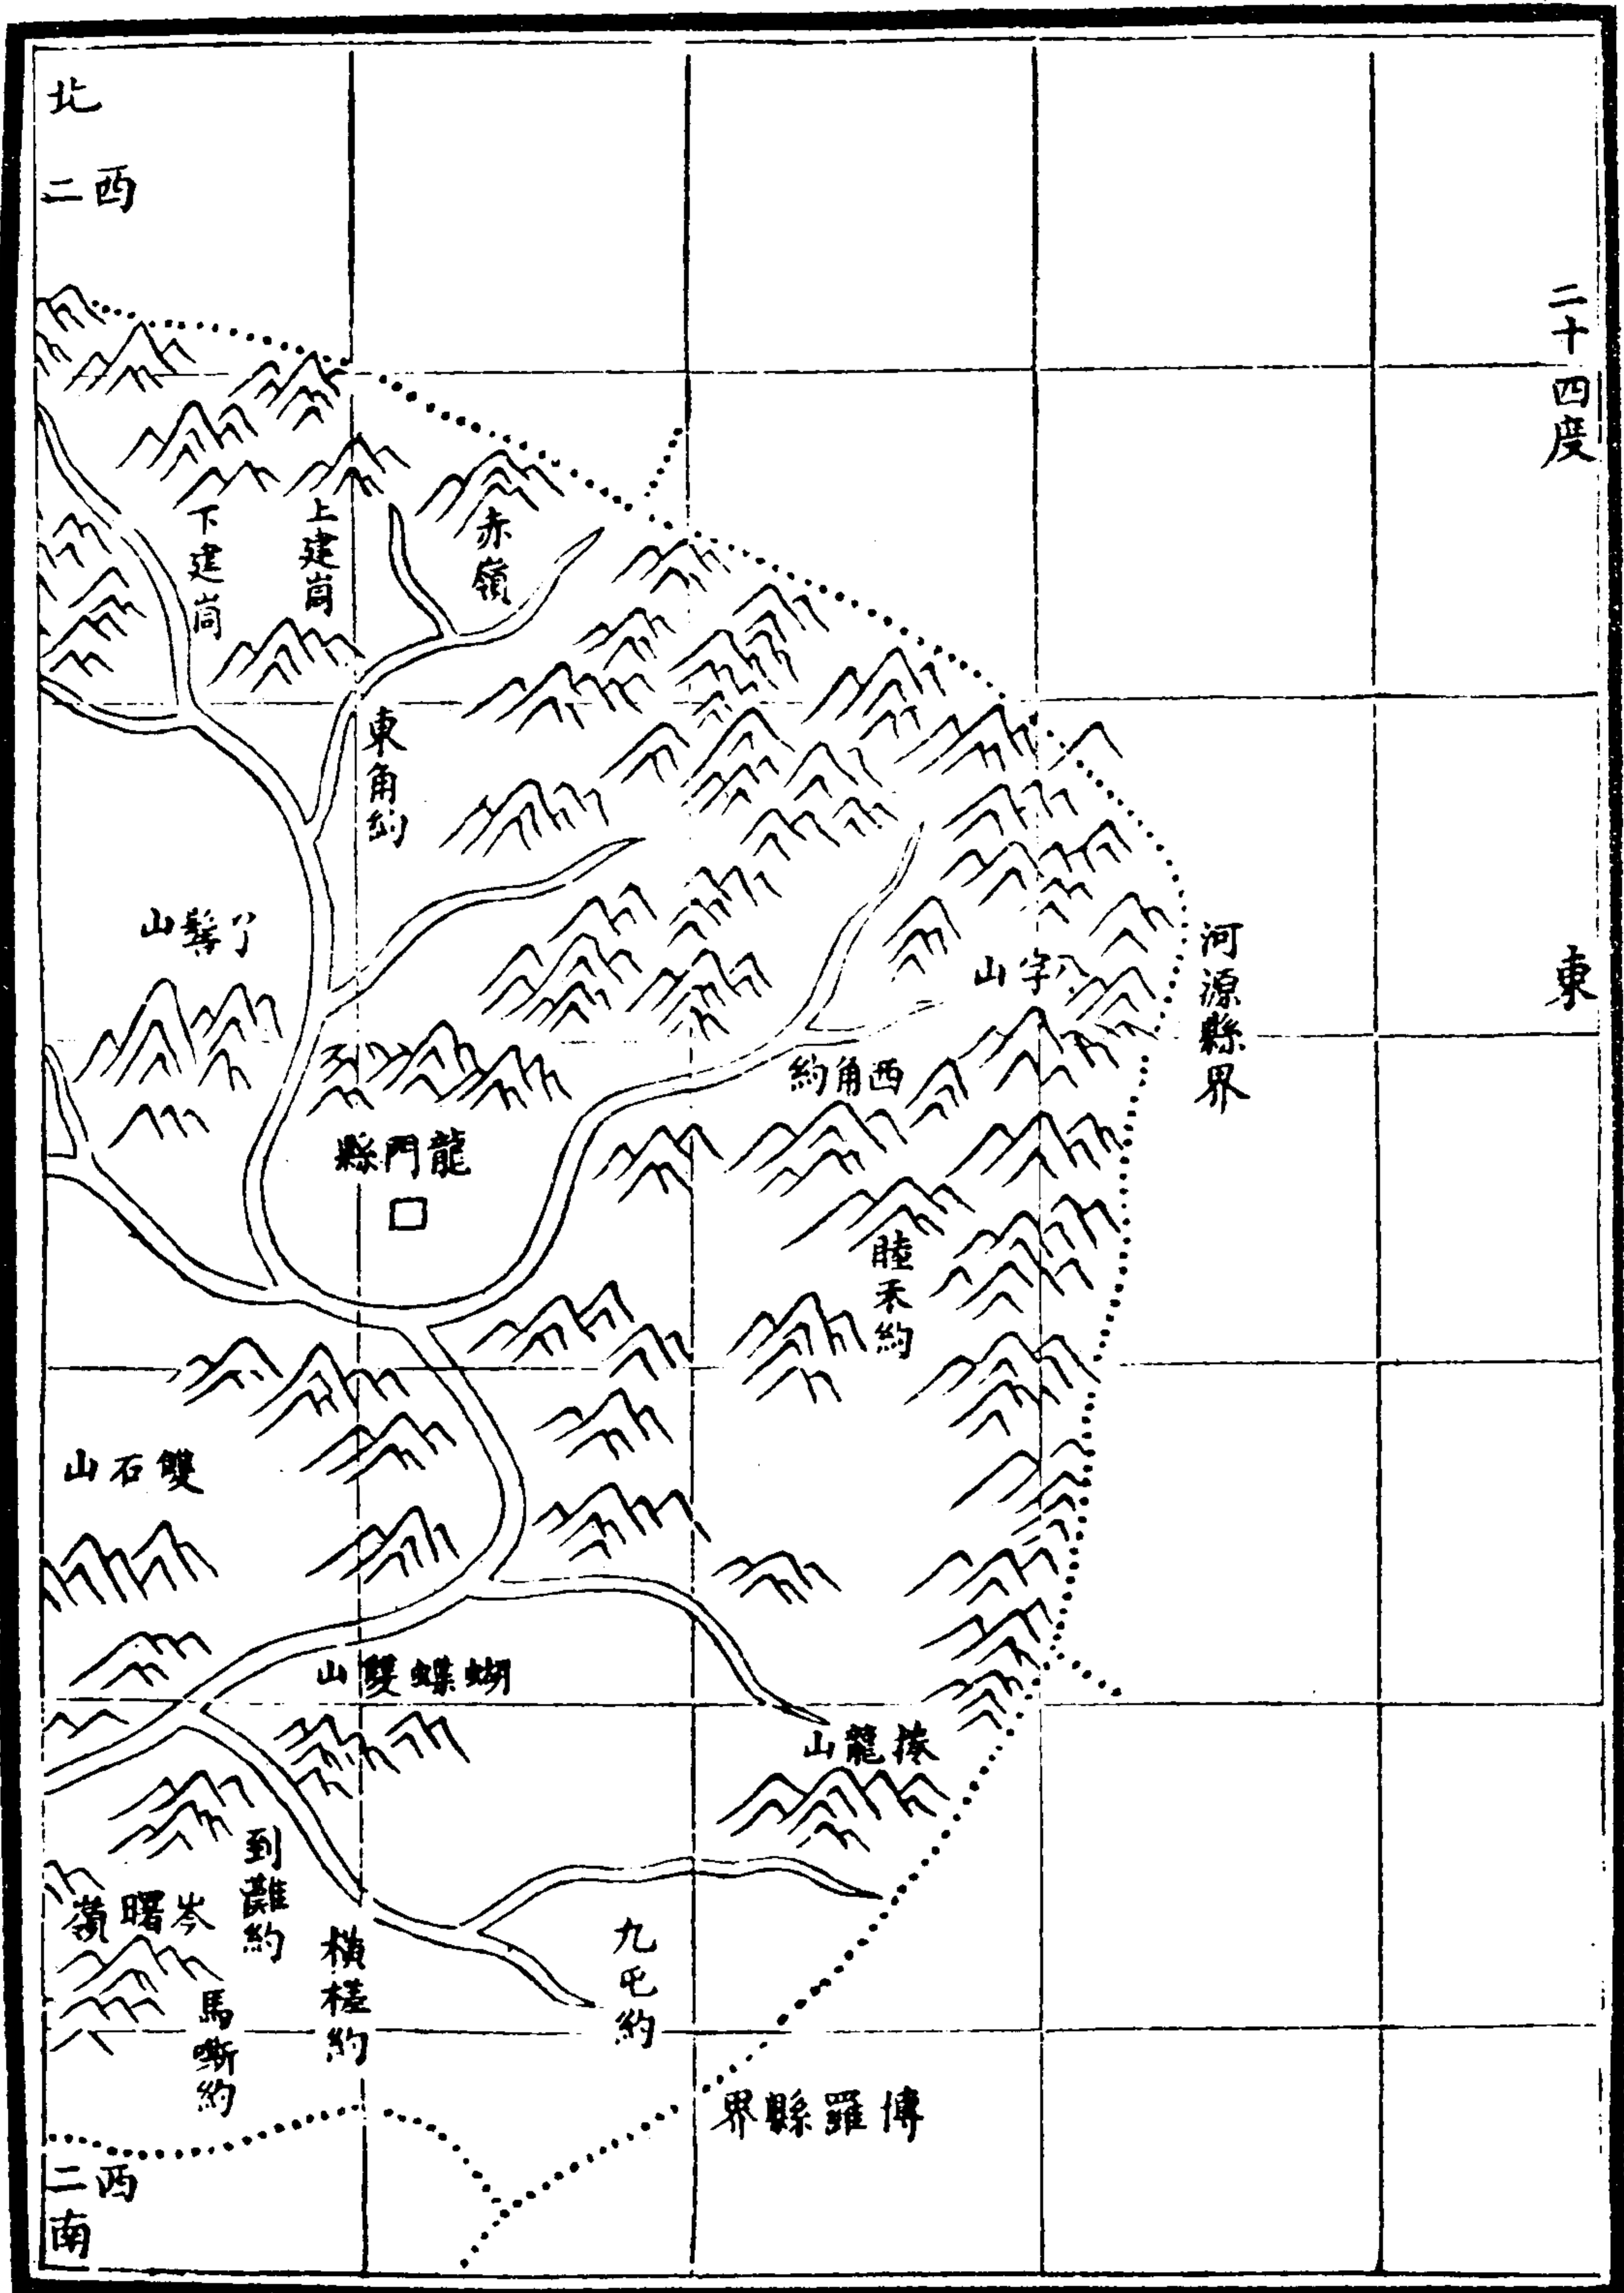 北
西二
二十四度
東
赤嶺
上建崗
下建崗
東角約
丫髻山
八字山
河源縣界
西角約
龍門縣
睦禾約
雙石山
蝴蝶雙山
龍山
到灘約
岑曙嶺
橫槎約
九屯約
馬嘶約
博羅縣界
西二
南